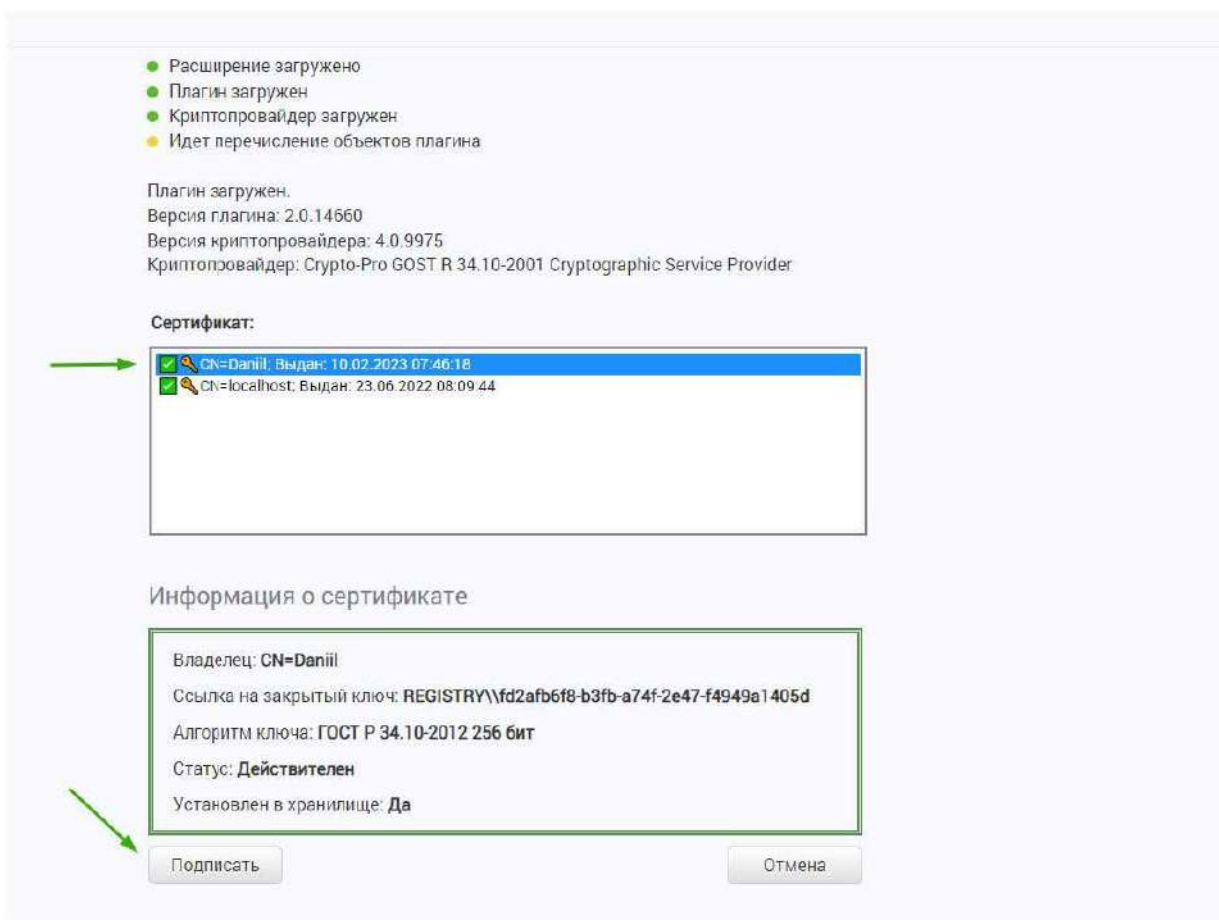 Расширение загружено
Плагин загружен
Криптопровайдер загружен
Идет перечисление объектов плагина
Плагин загружен.
Версия плагина: 2.0.14660
Версия криптопровайдера: 4.0.9975
Криптопровайдер: Crypto-Pro GOST R 34.10-2001 Cryptographic Service Provider
Сертификат:
CN=Daniil; Выдан: 10.02.2023 07:46:18
CN=localhost; Выдан: 23.06.2022 08:09:44
Информация о сертификате
Владелец: CN=Daniil
Ссылка на закрытый ключ: REGISTRY\\fd2afb6f8-b3fb-a74f-2e47-f4949a1405d
Алгоритм ключа: ГОСТ Р 34.10-2012 256 бит
Статус: Действителен
Установлен в хранилище: Да
Подписать Отмена